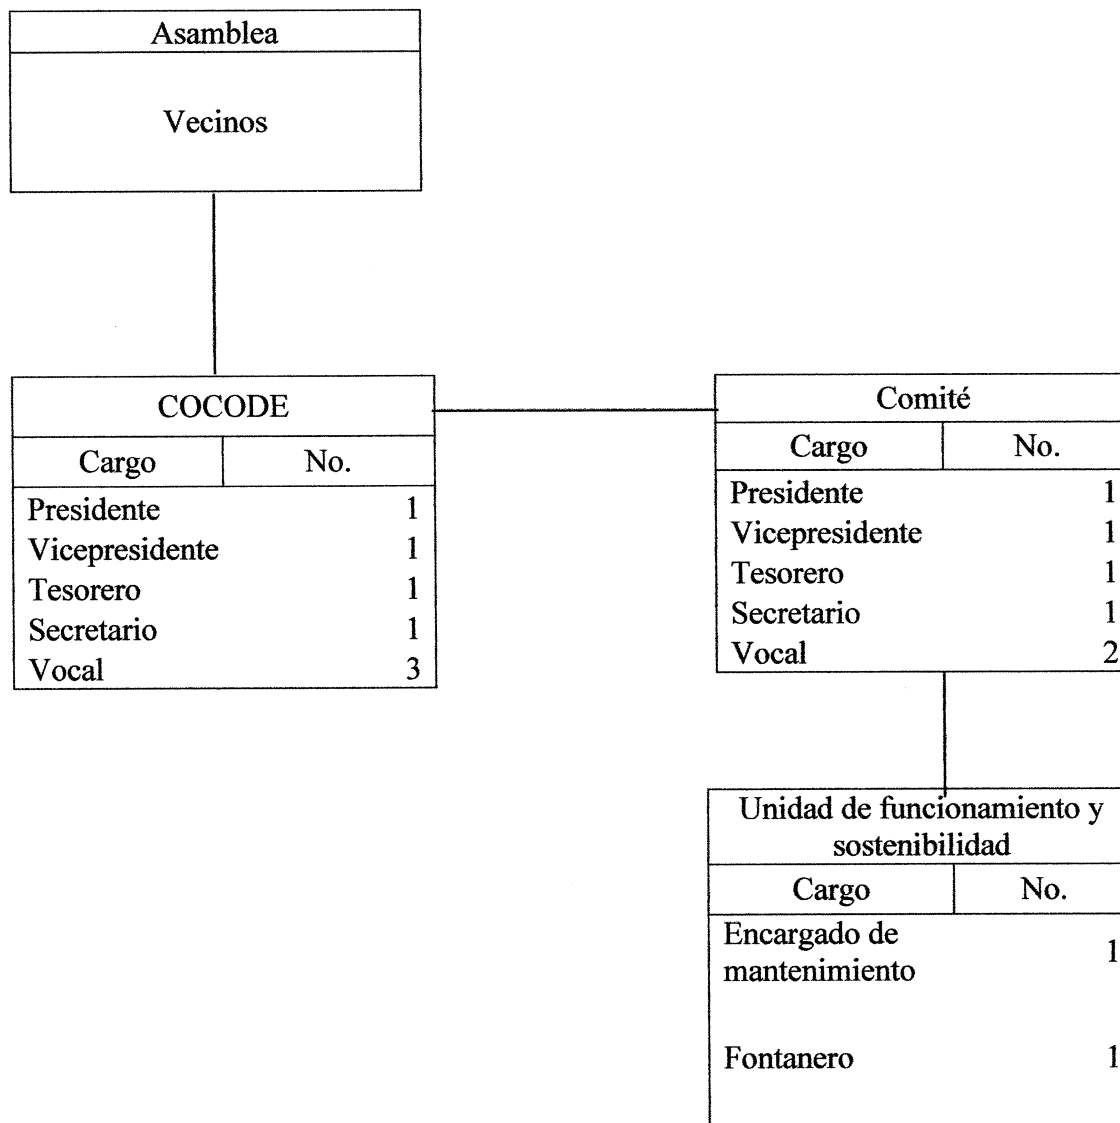 Asamblea
Vecinos
COCODE
Cargo No.
Presidente 1
Vicepresidente 1
Tesorero 1
Secretario 1
Vocal 3
Comité
Cargo No.
Presidente 1
Vicepresidente 1
Tesorero 1
Secretario 1
Vocal 2
Unidad de funcionamiento y
sostenibilidad
Cargo No.
Encargado de
mantenimiento 1
Fontanero 1